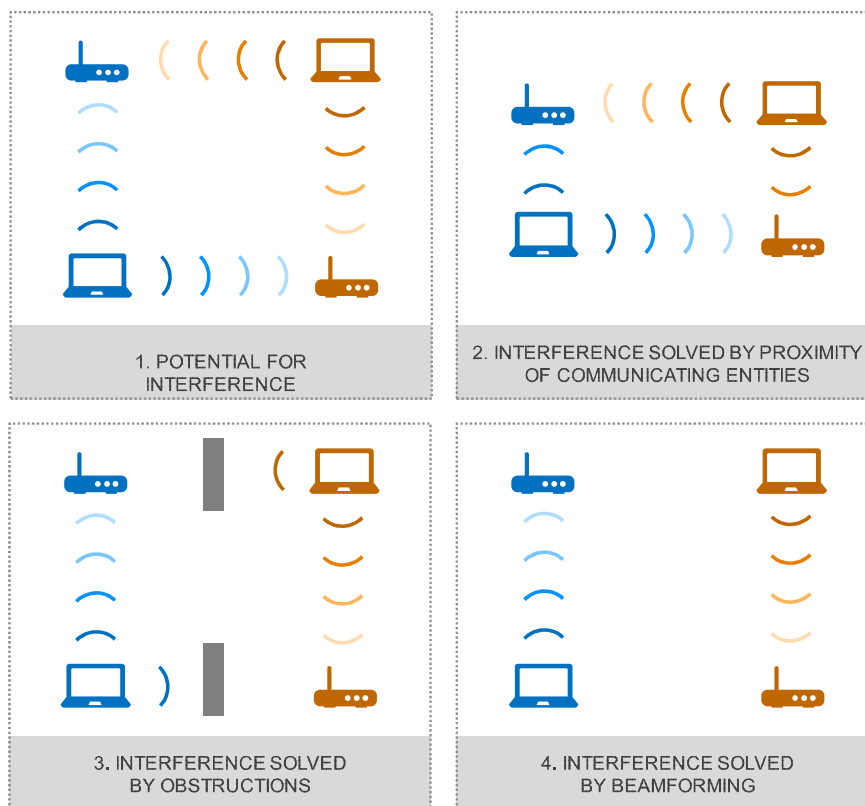 1. POTENTIAL FOR
INTERFERENCE
2. INTERFERENCE SOLVED BY PROXIMITY
OF COMMUNICATING ENTITIES
3. INTERFERENCE SOLVED
BY OBSTRUCTIONS
4. INTERFERENCE SOLVED
BY BEAMFORMING